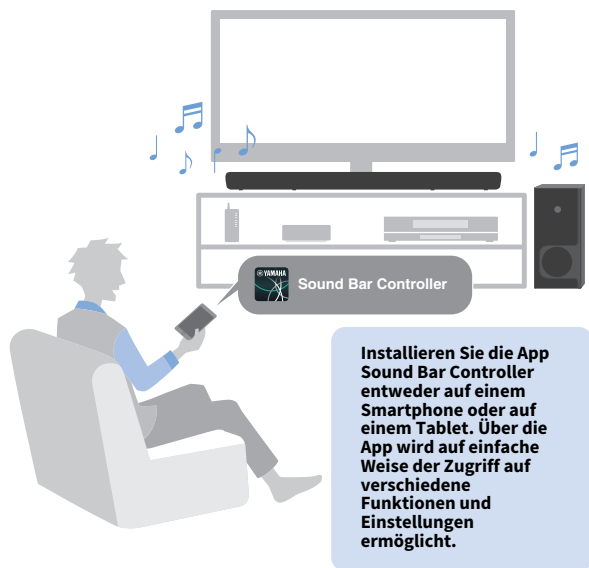 YAMAHA
Sound Bar Controller
Installieren Sie die App
Sound Bar Controller
entweder auf einem
Smartphone oder auf
einem Tablet. Über die
App wird auf einfache
Weise der Zugriff auf
verschiedene
Funktionen und
Einstellungen
ermöglicht.